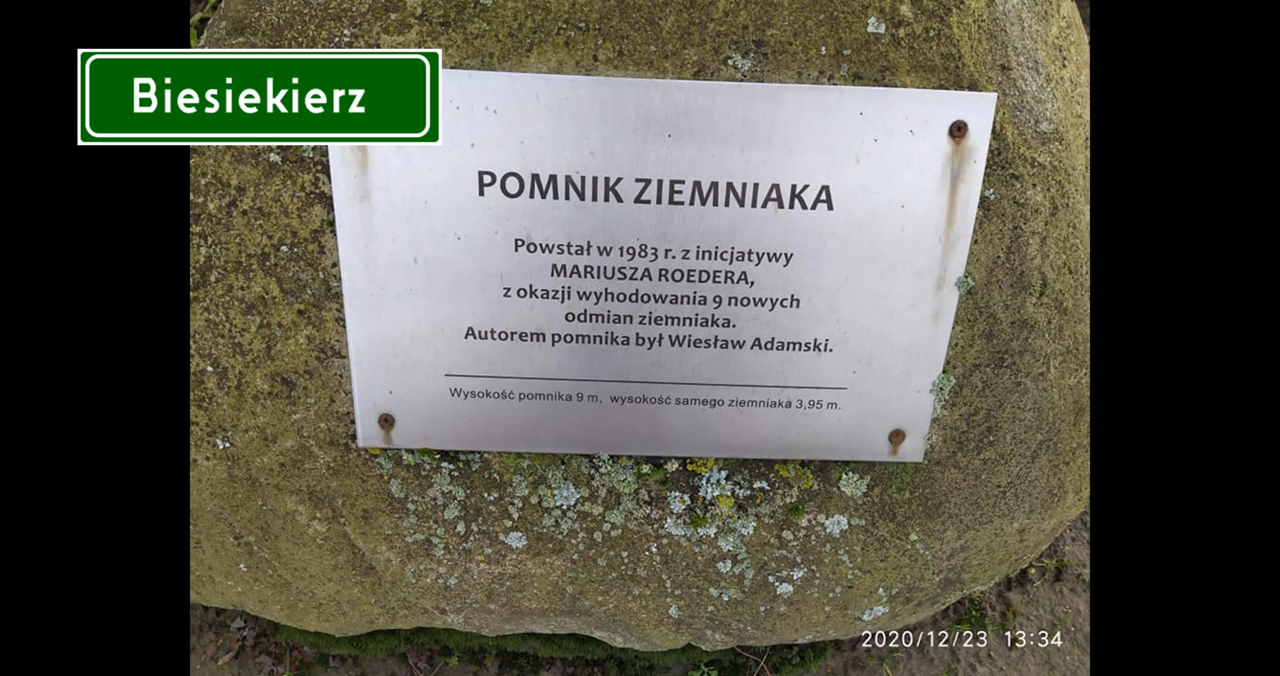 Biesiekierz
POMNIK ZIEMNIAKA
Powstał w 1983 r. z inicjatywy
MARIUSZA ROEDERA,
z okazji wyhodowania 9 nowych
odmian ziemniaka.
Autorem pomnika był Wiesław Adamski.
Wysokość pomnika 9 m, wysokość samego ziemniaka 3,95 m.
2020/12/23 13:34